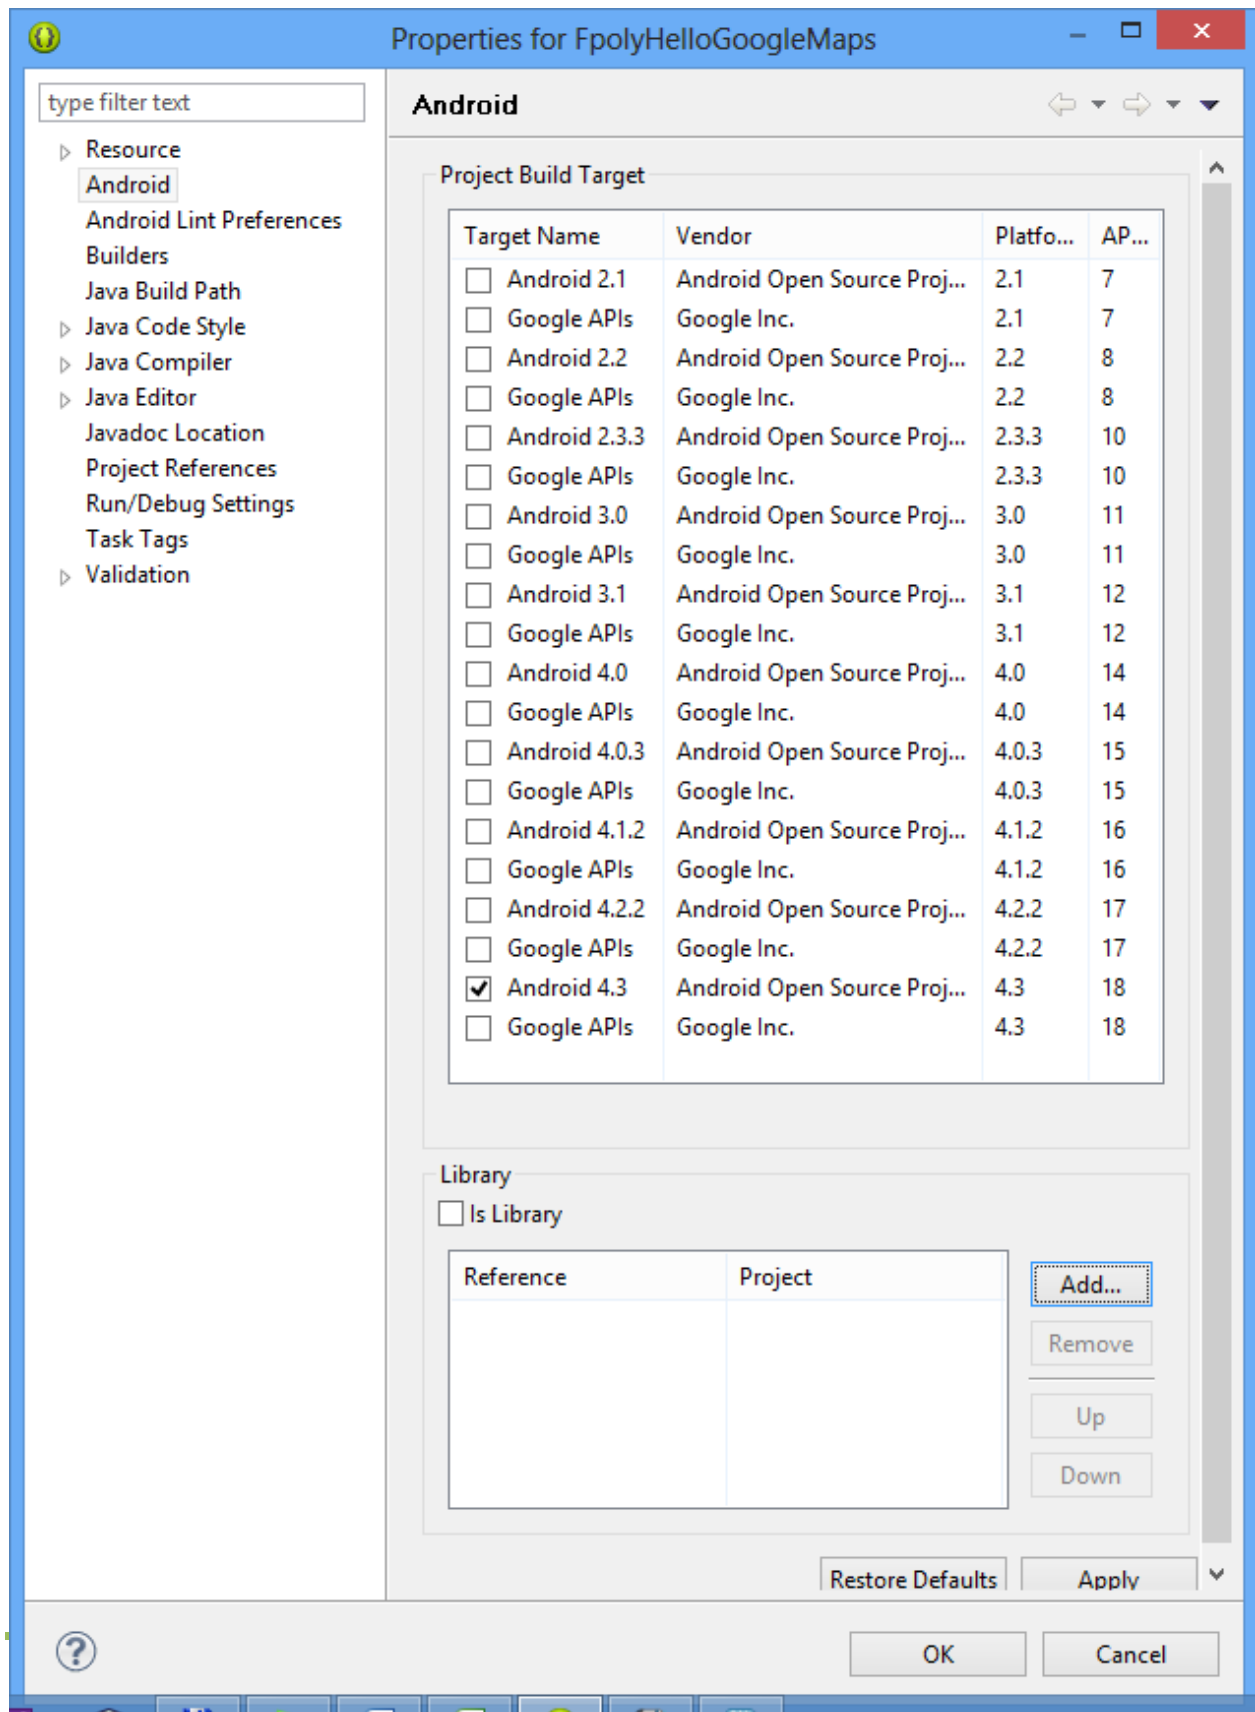 Properties for FpolyHelloGoogleMaps
type filter text
Resource
Android
Android Lint Preferences
Builders
Java Build Path
Java Code Style
Java Compiler
Java Editor
Javadoc Location
Project References
Run/Debug Settings
Task Tags
Validation
Android
Project Build Target
Target Name Vendor Platfo... AP...
Android 2.1 Android Open Source Proj... 2.1 7
Google APIs Google Inc. 2.1 7
Android 2.2 Android Open Source Proj... 2.2 8
Google APIs Google Inc. 2.2 8
Android 2.3.3 Android Open Source Proj... 2.3.3 10
Google APIs Google Inc. 2.3.3 10
Android 3.0 Android Open Source Proj... 3.0 11
Google APIs Google Inc. 3.0 11
Android 3.1 Android Open Source Proj... 3.1 12
Google APIs Google Inc. 3.1 12
Android 4.0 Android Open Source Proj... 4.0 14
Google APIs Google Inc. 4.0 14
Android 4.0.3 Android Open Source Proj... 4.0.3 15
Google APIs Google Inc. 4.0.3 15
Android 4.1.2 Android Open Source Proj... 4.1.2 16
Google APIs Google Inc. 4.1.2 16
Android 4.2.2 Android Open Source Proj... 4.2.2 17
Google APIs Google Inc. 4.2.2 17
Android 4.3 Android Open Source Proj... 4.3 18
Google APIs Google Inc. 4.3 18
Library
Is Library
Reference Project
Add...
Remove
Up
Down
Restore Defaults Apply
OK Cancel